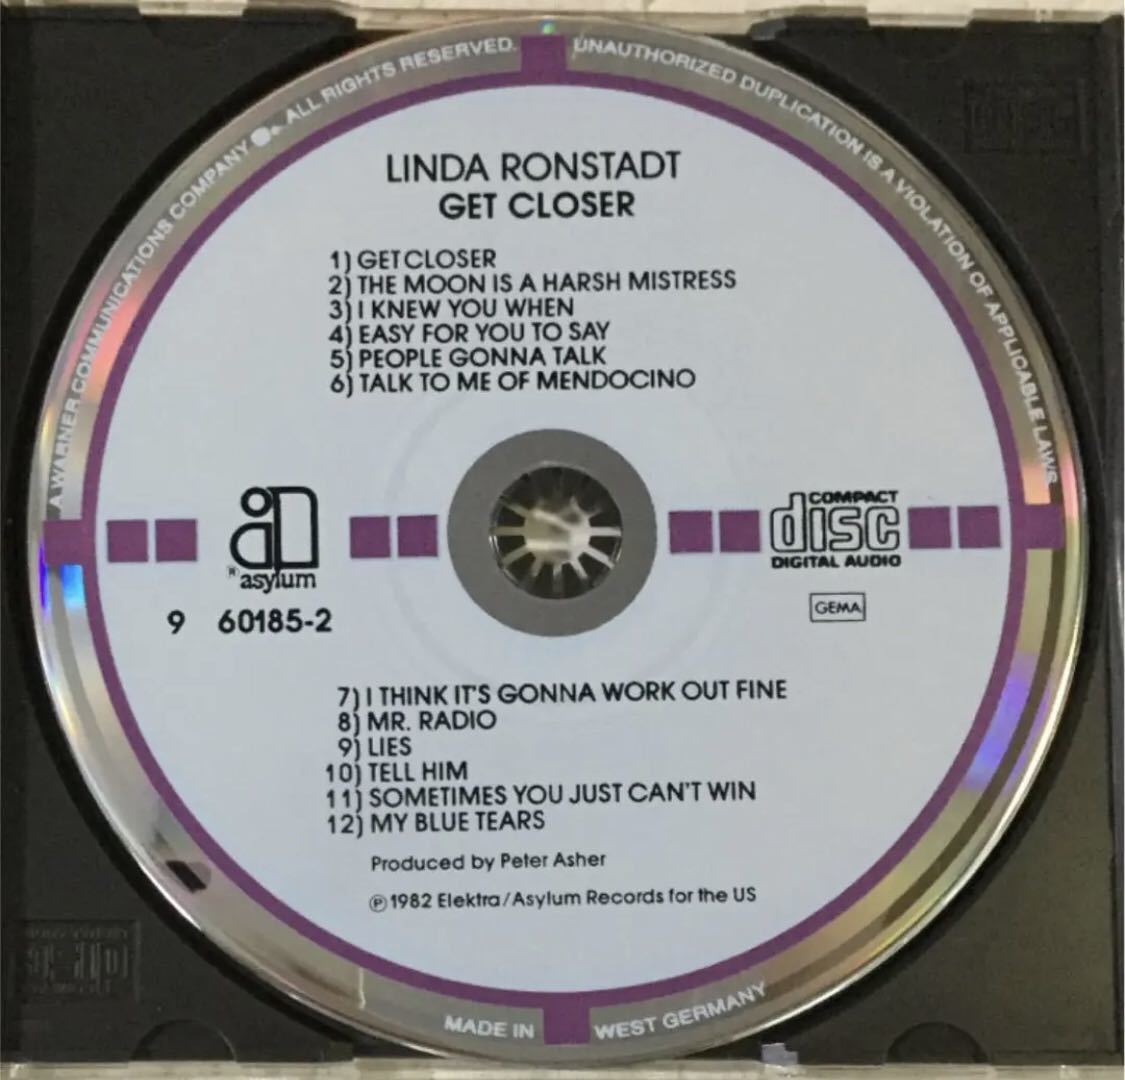 A WARNER COMMUNICATIONS COMPANY ALL RIGHTS RESERVED. UNAUTHORIZED DUPLICATION IS A VIOLATION OF APPLICABLE LAWS
LINDA RONSTADT
GET CLOSER
1) GET CLOSER
2) THE MOON IS A HARSH MISTRESS
3) I KNEW YOU WHEN
4) EASY FOR YOU TO SAY
5) PEOPLE GONNA TALK
6) TALK TO ME OF MENDOCINO
® asylum
COMPACT
disc
DIGITAL AUDIO
9 60185-2
GEMA
7) I THINK IT'S GONNA WORK OUT FINE
8) MR. RADIO
9) LIES
10) TELL HIM
11) SOMETIMES YOU JUST CAN'T WIN
12) MY BLUE TEARS
Produced by Peter Asher
℗ 1982 Elektra/Asylum Records for the US
MADE IN WEST GERMANY